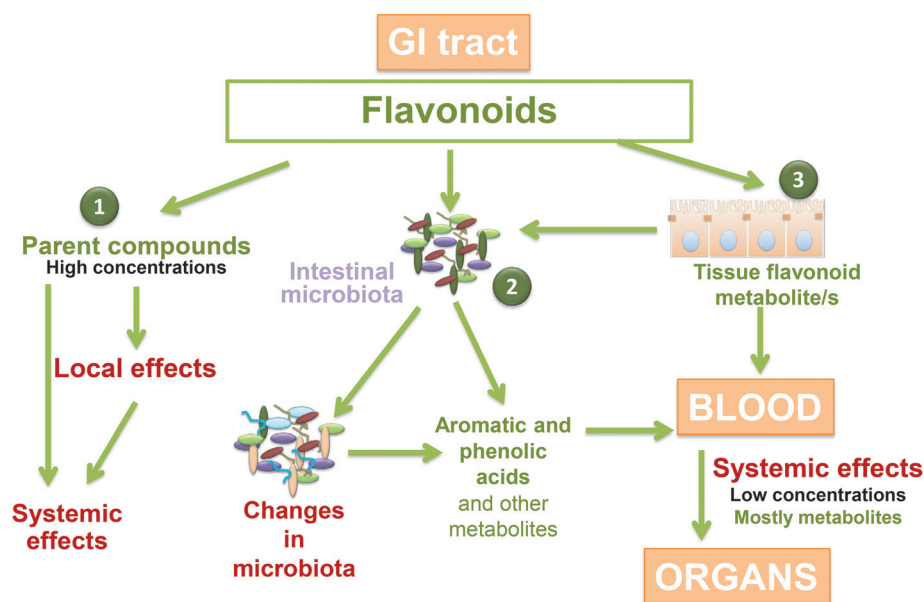 GI tract
Flavonoids
1
Parent compounds
High concentrations
Local effects
Systemic
effects
Intestinal
microbiota
2
Changes
in
microbiota
Aromatic and
phenolic
acids
and other
metabolites
3
Tissue flavonoid
metabolite/s
BLOOD
Systemic effects
Low concentrations
Mostly metabolites
ORGANS